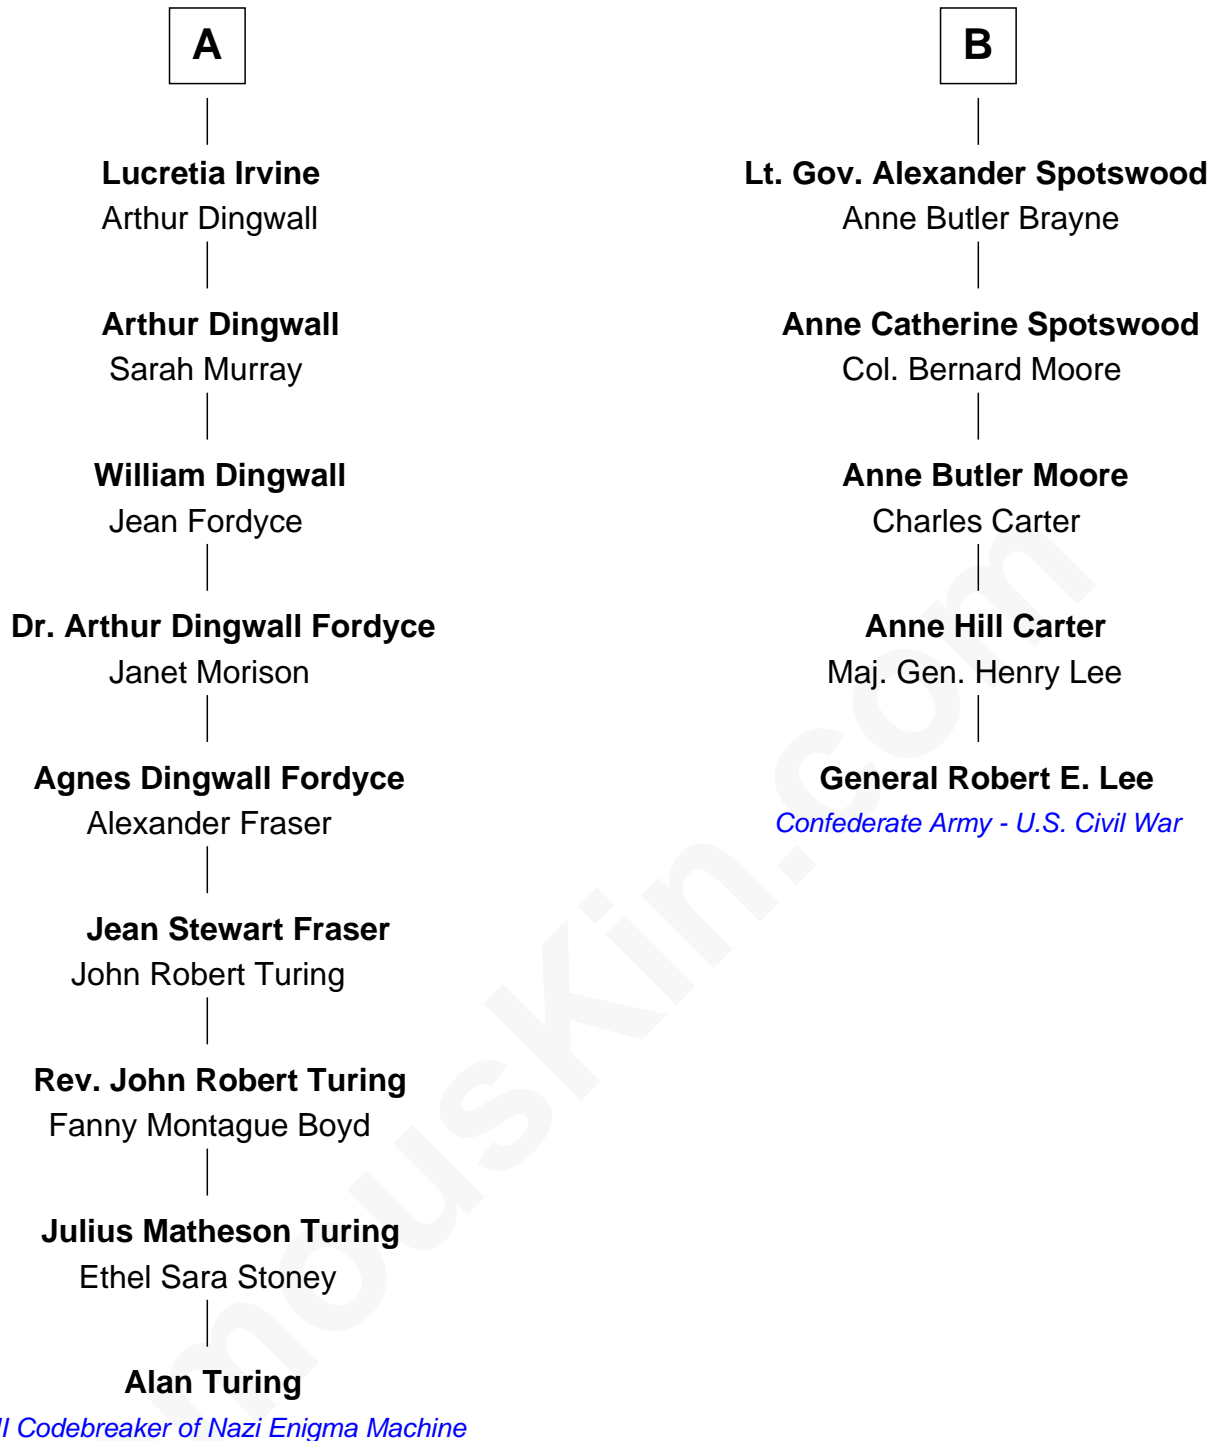 A
Lucretia Irvine
Arthur Dingwall
Arthur Dingwall
Sarah Murray
William Dingwall
Jean Fordyce
Dr. Arthur Dingwall Fordyce
Janet Morison
Agnes Dingwall Fordyce
Alexander Fraser
Jean Stewart Fraser
John Robert Turing
Rev. John Robert Turing
Fanny Montague Boyd
Julius Matheson Turing
Ethel Sara Stoney
Alan Turing
Codebreaker of Nazi Enigma Machine
B
Lt. Gov. Alexander Spotswood
Anne Butler Brayne
Anne Catherine Spotswood
Col. Bernard Moore
Anne Butler Moore
Charles Carter
Anne Hill Carter
Maj. Gen. Henry Lee
General Robert E. Lee
Confederate Army - U.S. Civil War
mousKin.com